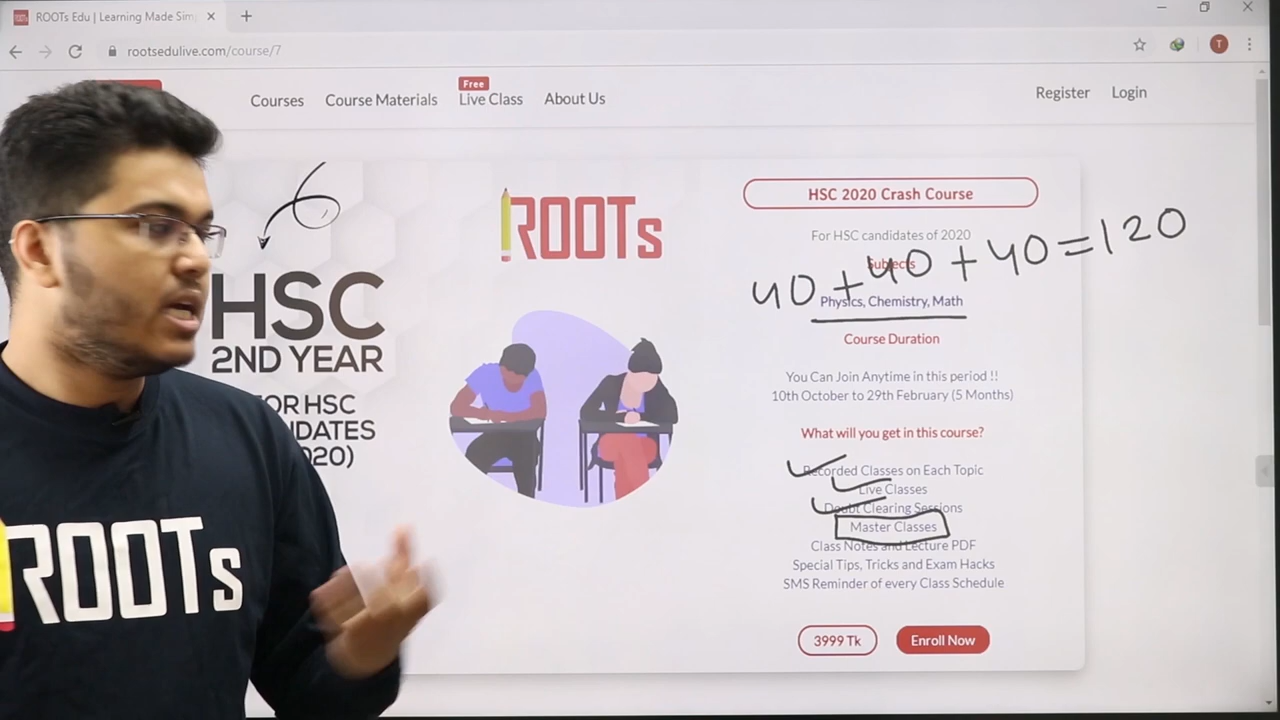 ROOTs Edu | Learning Made Sim
rootsedulive.com/course/7
T
Courses
Course Materials
Free
Live Class
About Us
Register
Login
6
HSC
2ND YEAR
OR HSC
NDATES
020)
ROOTs
HSC 2020 Crash Course
For HSC candidates of 2020
Subjects
40+40+40=120
Physics, Chemistry, Math
Course Duration
You Can Join Anytime in this period !!
10th October to 29th February (5 Months)
What will you get in this course?
Recorded Classes on Each Topic
Live Classes
Doubt Clearing Sessions
Master Classes
Class Notes and Lecture PDF
Special Tips, Tricks and Exam Hacks
SMS Reminder of every Class Schedule
3999 Tk
Enroll Now
ROOTs